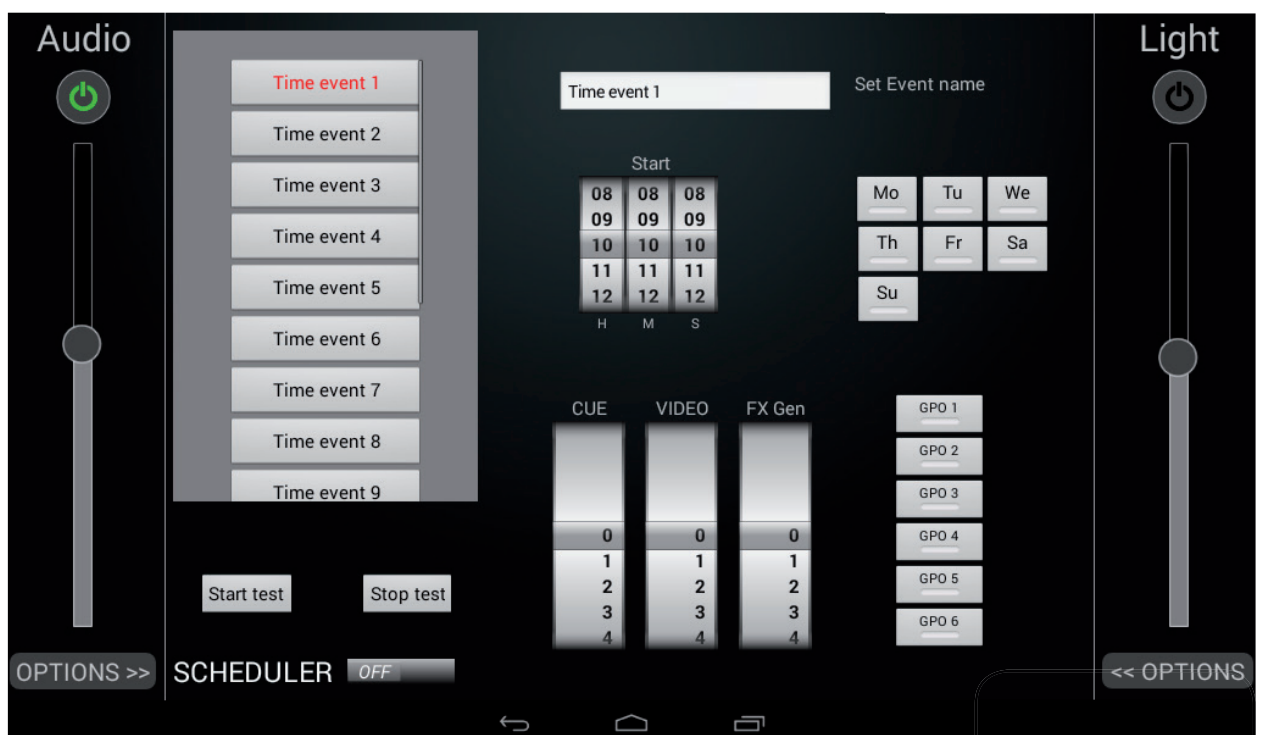 Audio
OPTIONS >>
Time event 1
Time event 2
Time event 3
Time event 4
Time event 5
Time event 6
Time event 7
Time event 8
Time event 9
Start test Stop test
SCHEDULER OFF
Time event 1 Set Event name
Start
08 08 08
09 09 09
10 10 10
11 11 11
12 12 12
H M S
Mo Tu We
Th Fr Sa
Su
CUE VIDEO FX Gen
0 0 0
1 1 1
2 2 2
3 3 3
4 4 4
GPO 1
GPO 2
GPO 3
GPO 4
GPO 5
GPO 6
Light
<< OPTIONS